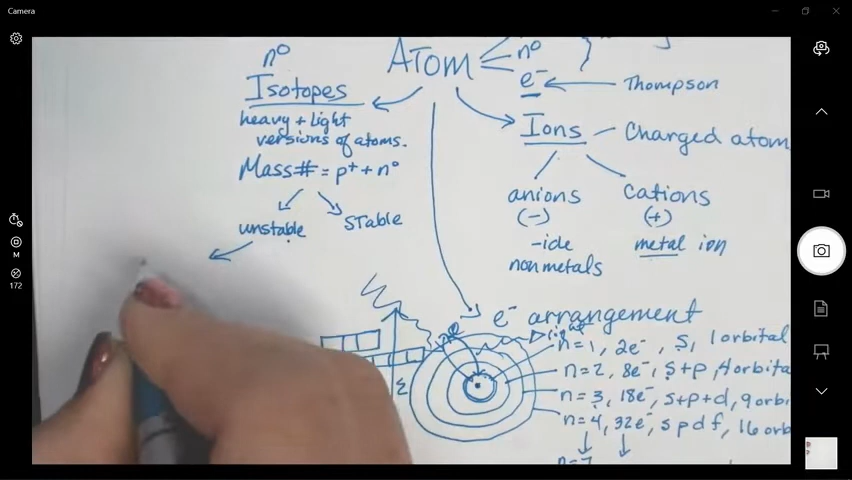 Camera
n°
ATOM
n°
e⁻
Thompson
Isotopes
heavy + light
versions of atoms.
Mass# = p⁺ + n°
unstable
STable
Ions
Charged atom
anions
(-)
-ide
nonmetals
Cations
(+)
metal ion
e⁻ arrangement
light
n=1, 2e⁻, s, 1 orbital
n=2, 8e⁻, s+p, 4 orbita
n=3, 18e⁻, s+p+d, 9 orbi
n=4, 32e⁻, s p d f, 16 orb
n=7
E
M
172